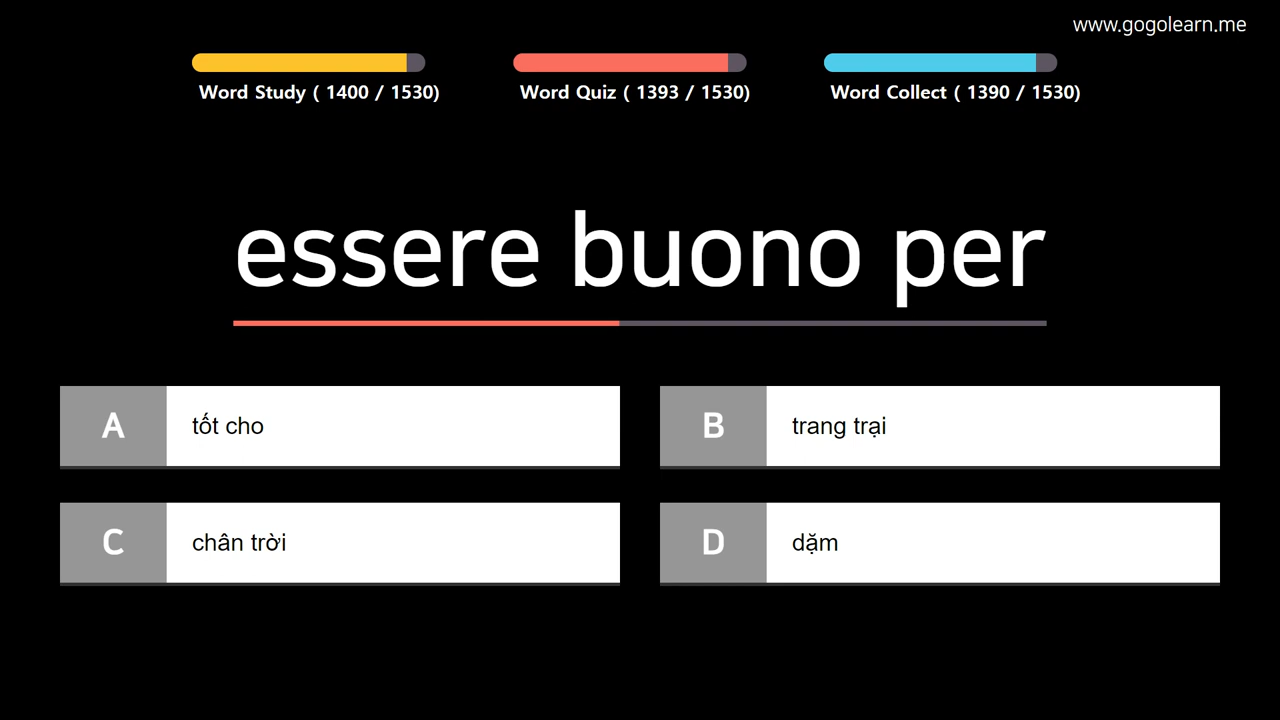 www.gogolearn.me
Word Study ( 1400 / 1530)
Word Quiz ( 1393 / 1530)
Word Collect ( 1390 / 1530)
essere buono per
A tốt cho
B trang trại
C chân trời
D dặm